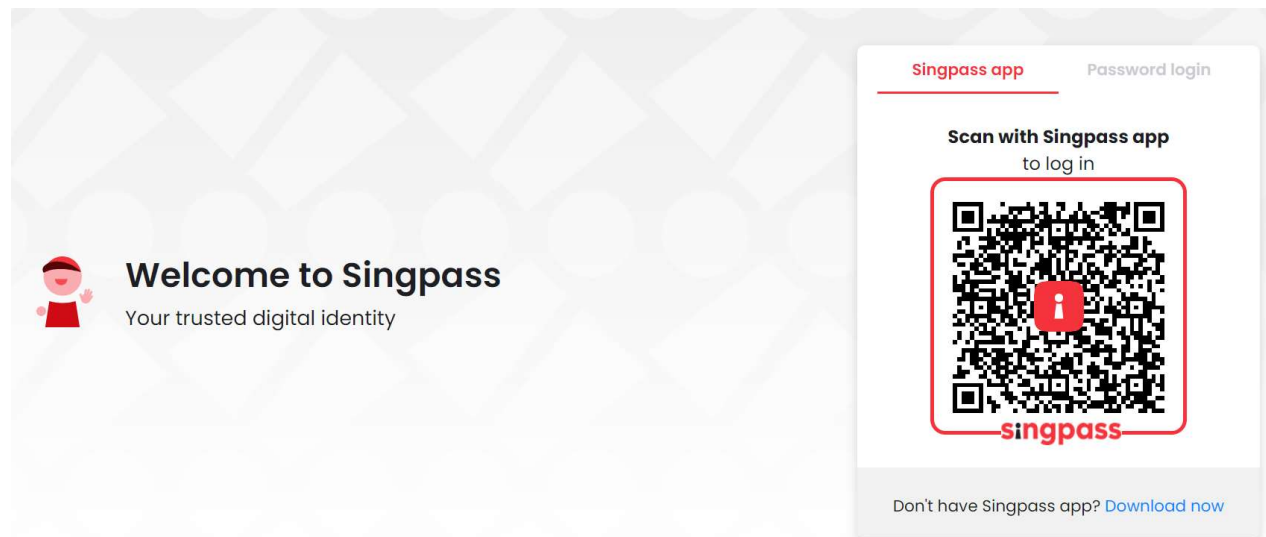 Welcome to Singpass
Your trusted digital identity
Singpass app
Password login
Scan with Singpass app
to log in
singpass
Don't have Singpass app? Download now